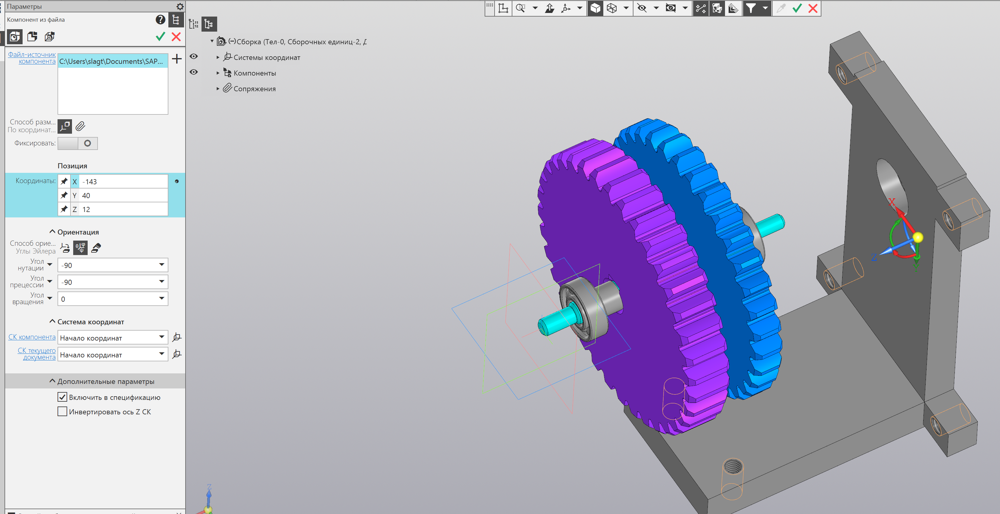 Параметры
Компонент из файла
Файл-источник
компонента
C:\Users\slagt\Documents\SAP...
Способ разм...
По координат...
Фиксировать:
Позиция
Координаты:
X -143
Y 40
Z 12
Ориентация
Способ орие...
Углы Эйлера
Угол
нутации
-90
Угол
прецессии
-90
Угол
вращения
0
Система координат
СК компонента
Начало координат
СК текущего
документа
Начало координат
Дополнительные параметры
Включить в спецификацию
Инвертировать ось Z СК
(-)Сборка (Тел-0, Сборочных единиц-2, Д
Системы координат
Компоненты
Сопряжения
X
Z
Y
Z